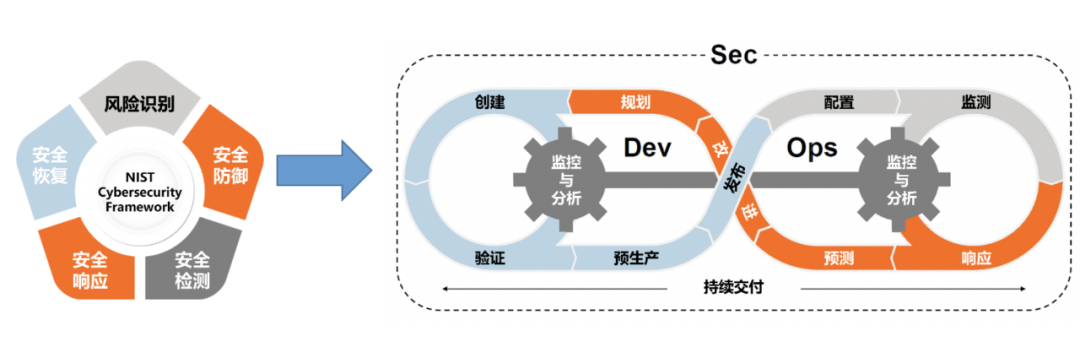 风险识别
安全
防御
安全
检测
安全
响应
安全
恢复
NIST
Cybersecurity
Framework
Sec
创建
规划
改
进
配置
监测
Dev
Ops
监控
与
分析
发布
监控
与
分析
验证
预生产
预测
响应
持续交付